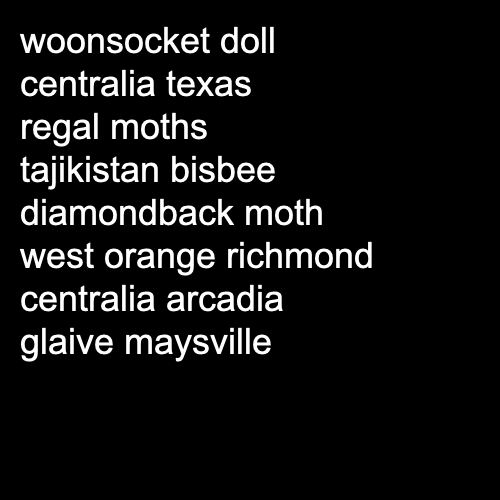 woonsocket doll
centralia texas
regal moths
tajikistan bisbee
diamondback moth
west orange richmond
centralia arcadia
glaive maysville